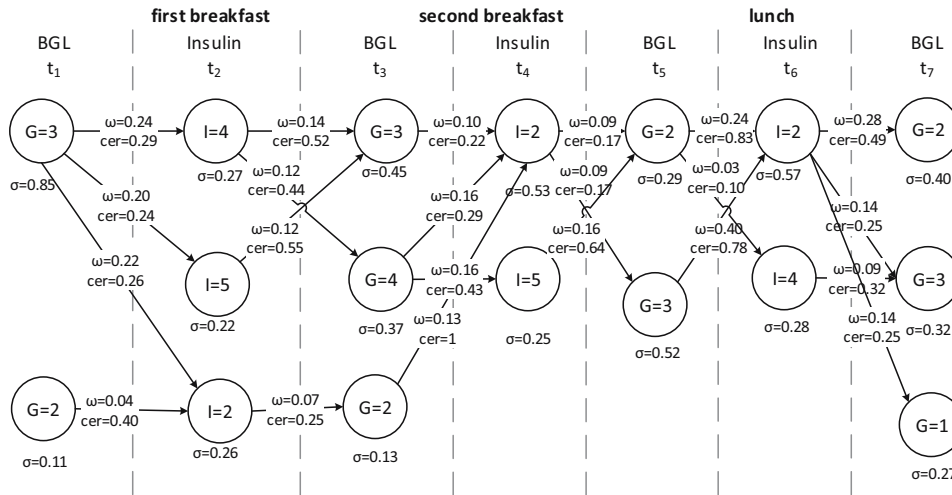 first breakfast second breakfast lunch
BGL Insulin BGL Insulin BGL Insulin BGL
t₁ t₂ t₃ t₄ t₅ t₆ t₇
G=3 ω=0.24 I=4 ω=0.14 G=3 ω=0.10 I=2 ω=0.09 G=2 ω=0.24 I=2 ω=0.28 G=2
cer=0.29 cer=0.52 cer=0.22 cer=0.17 cer=0.83 cer=0.49
σ=0.85 σ=0.27 σ=0.45 σ=0.53 σ=0.29 σ=0.57 σ=0.40
ω=0.12 ω=0.09 ω=0.03
cer=0.44 cer=0.17 cer=0.10
ω=0.20 ω=0.16 ω=0.14
cer=0.24 cer=0.29 cer=0.25
ω=0.12 ω=0.16 ω=0.40
cer=0.55 cer=0.64 cer=0.78
ω=0.22 I=5 G=4 ω=0.16 I=5 G=3 I=4 ω=0.09 G=3
cer=0.26 cer=0.43 cer=0.32
σ=0.22 σ=0.37 σ=0.25 σ=0.52 σ=0.28 σ=0.32
ω=0.13 ω=0.14
cer=1 cer=0.25
G=2 ω=0.04 I=2 ω=0.07 G=2 G=1
cer=0.40 cer=0.25
σ=0.11 σ=0.26 σ=0.13 σ=0.27